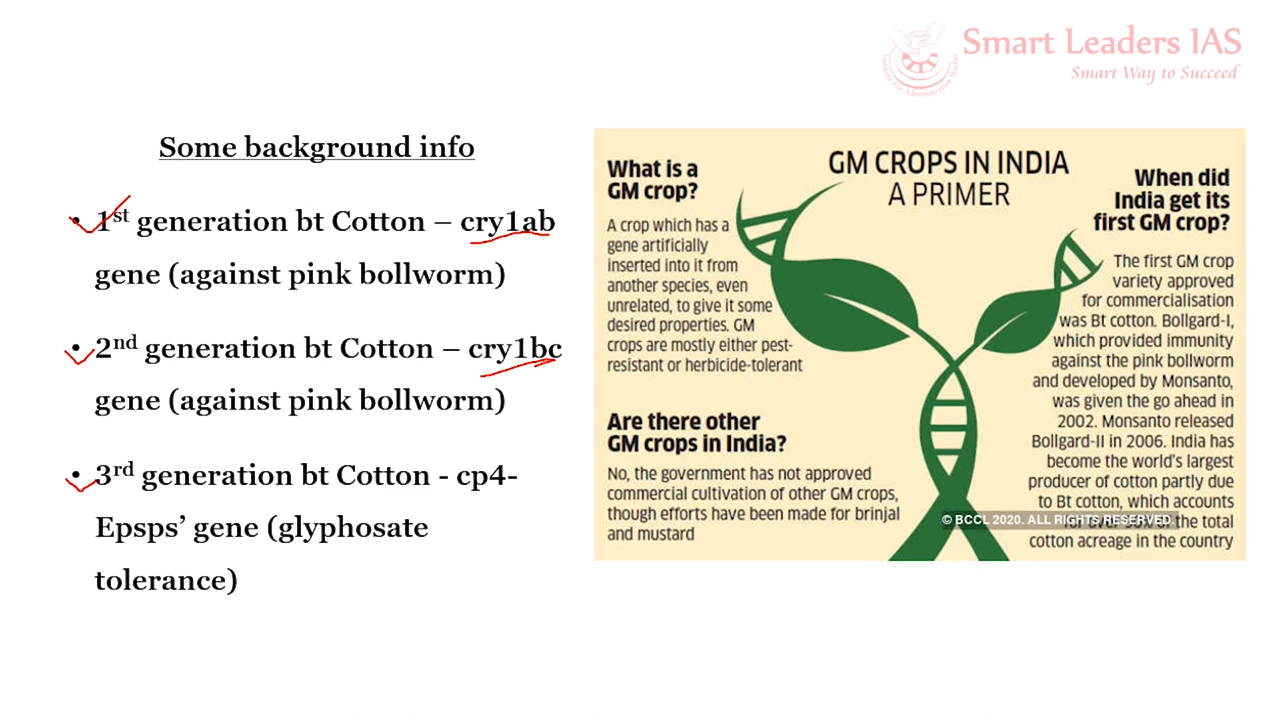 Smart Leaders IAS
Smart Way to Succeed
Institute For Administrative Studies
Some background info
• 1st generation bt Cotton – cry1ab
gene (against pink bollworm)
• 2nd generation bt Cotton – cry1bc
gene (against pink bollworm)
• 3rd generation bt Cotton - cp4-
Epsps’ gene (glyphosate
tolerance)
GM CROPS IN INDIA
A PRIMER
What is a
GM crop?
A crop which has a
gene artificially
inserted into it from
another species, even
unrelated, to give it some
desired properties. GM
crops are mostly either pest-
resistant or herbicide-tolerant
Are there other
GM crops in India?
No, the government has not approved
commercial cultivation of other GM crops,
though efforts have been made for brinjal
and mustard
When did
India get its
first GM crop?
The first GM crop
variety approved
for commercialisation
was Bt cotton. Bollgard-I,
which provided immunity
against the pink bollworm
and developed by Monsanto,
was given the go ahead in
2002. Monsanto released
Bollgard-II in 2006. India has
become the world’s largest
producer of cotton partly due
to Bt cotton, which accounts
the total
cotton acreage in the country
© BCCL 2020. ALL RIGHTS RESERVED.